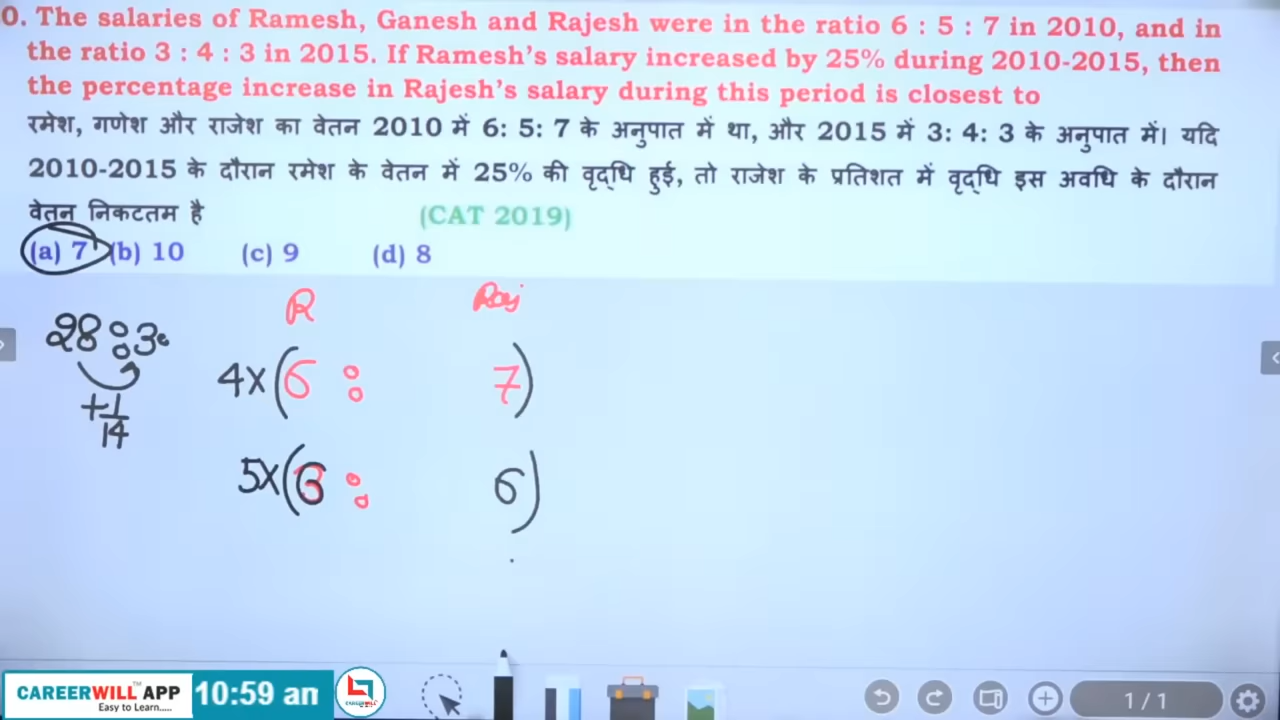 0. The salaries of Ramesh, Ganesh and Rajesh were in the ratio 6 : 5 : 7 in 2010, and in
the ratio 3 : 4 : 3 in 2015. If Ramesh's salary increased by 25% during 2010-2015, then
the percentage increase in Rajesh's salary during this period is closest to
रमेश, गणेश और राजेश का वेतन 2010 में 6: 5: 7 के अनुपात में था, और 2015 में 3: 4: 3 के अनुपात में। यदि
2010-2015 के दौरान रमेश के वेतन में 25% की वृद्धि हुई, तो राजेश के प्रतिशत में वृद्धि इस अवधि के दौरान
वेतन निकटतम है (CAT 2019)
(a) 7 (b) 10 (c) 9 (d) 8
R Raj
28 : 30
4x(6 : 7)
+1/14
5x(6 : 6)
CAREERWILL APP
Easy to Learn.....
10:59 an
CAREERWILL
1 / 1